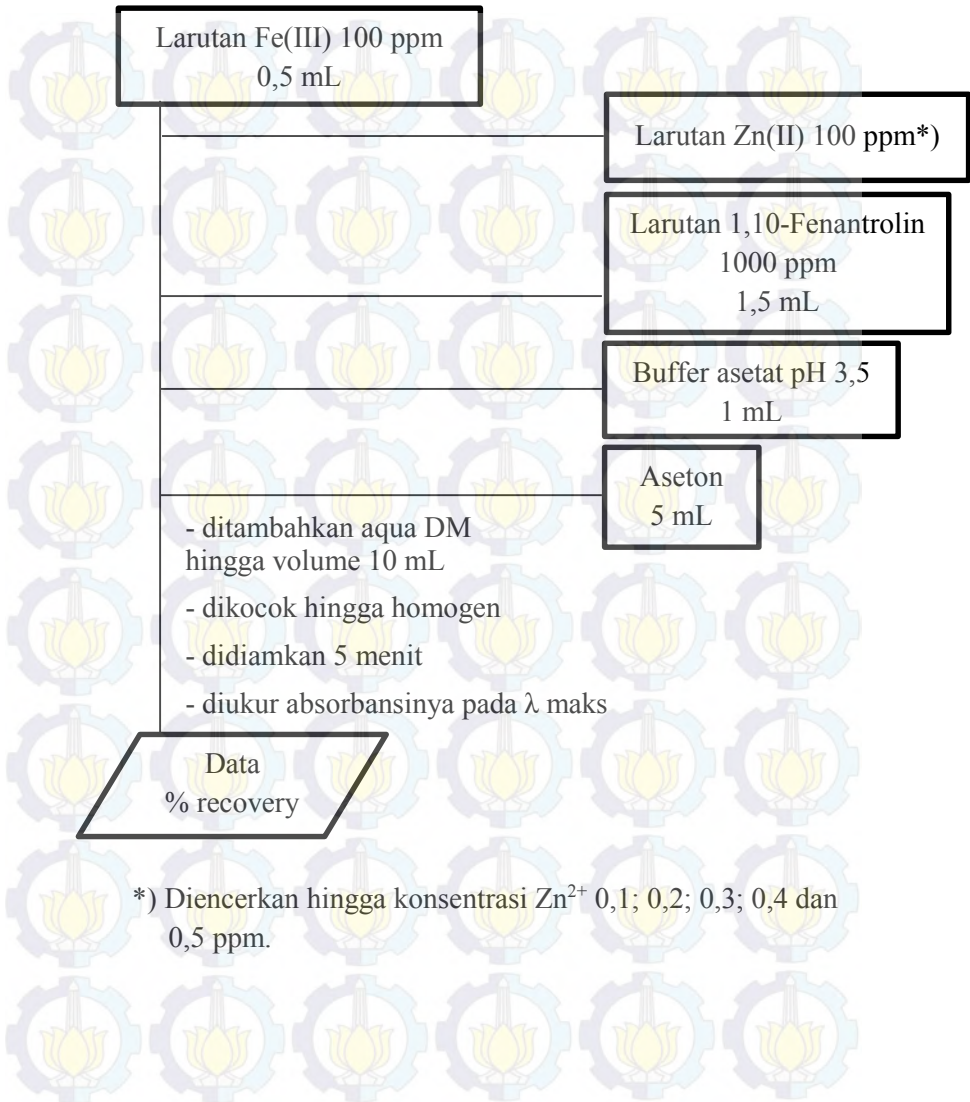 Larutan Fe(III) 100 ppm
0,5 mL
Larutan Zn(II) 100 ppm*)
Larutan 1,10-Fenantrolin
1000 ppm
1,5 mL
Buffer asetat pH 3,5
1 mL
Aseton
5 mL
- ditambahkan aqua DM
hingga volume 10 mL
- dikocok hingga homogen
- didiamkan 5 menit
- diukur absorbansinya pada λ maks
Data
% recovery
*) Diencerkan hingga konsentrasi Zn²⁺ 0,1; 0,2; 0,3; 0,4 dan
0,5 ppm.